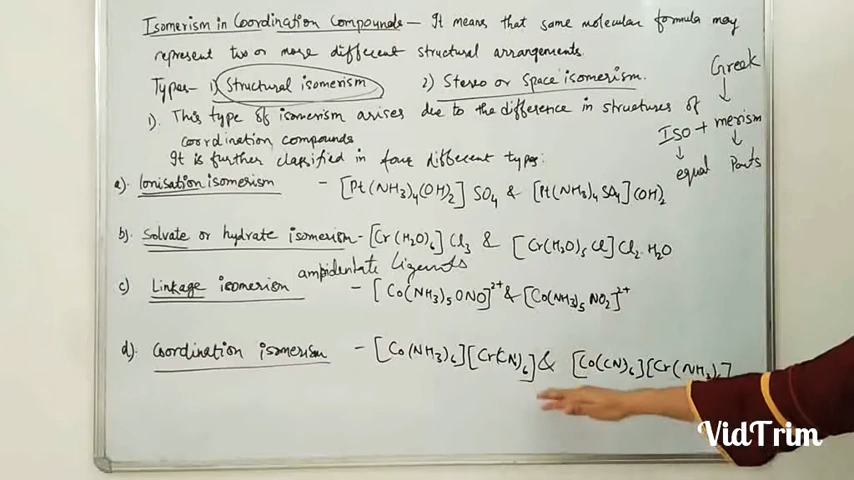 Isomerism in Coordination Compounds - It means that same molecular formula may
represent two or more different structural arrangements.
Types- 1) Structural isomerism 2) Stereo or Space isomerism.
1). This type of isomerism arises due to the difference in structures of
coordination compounds
It is further classified in four different types:
Greek
ISO + merism
equal Parts
a). Ionisation isomerism - [Pt(NH3)4(OH)2] SO4 & [Pt(NH3)4 SO4](OH)2
b). Solvate or hydrate isomerism - [Cr(H2O)6] Cl3 & [Cr(H2O)5 Cl] Cl2 . H2O
ambidentate Ligands
c) Linkage isomerism - [Co(NH3)5 ONO]2+ & [Co(NH3)5 NO2]2+
d). Coordination isomerism - [Co(NH3)6][Cr(CN)6] & [Co(CN)6][Cr(NH3)6]
VidTrim